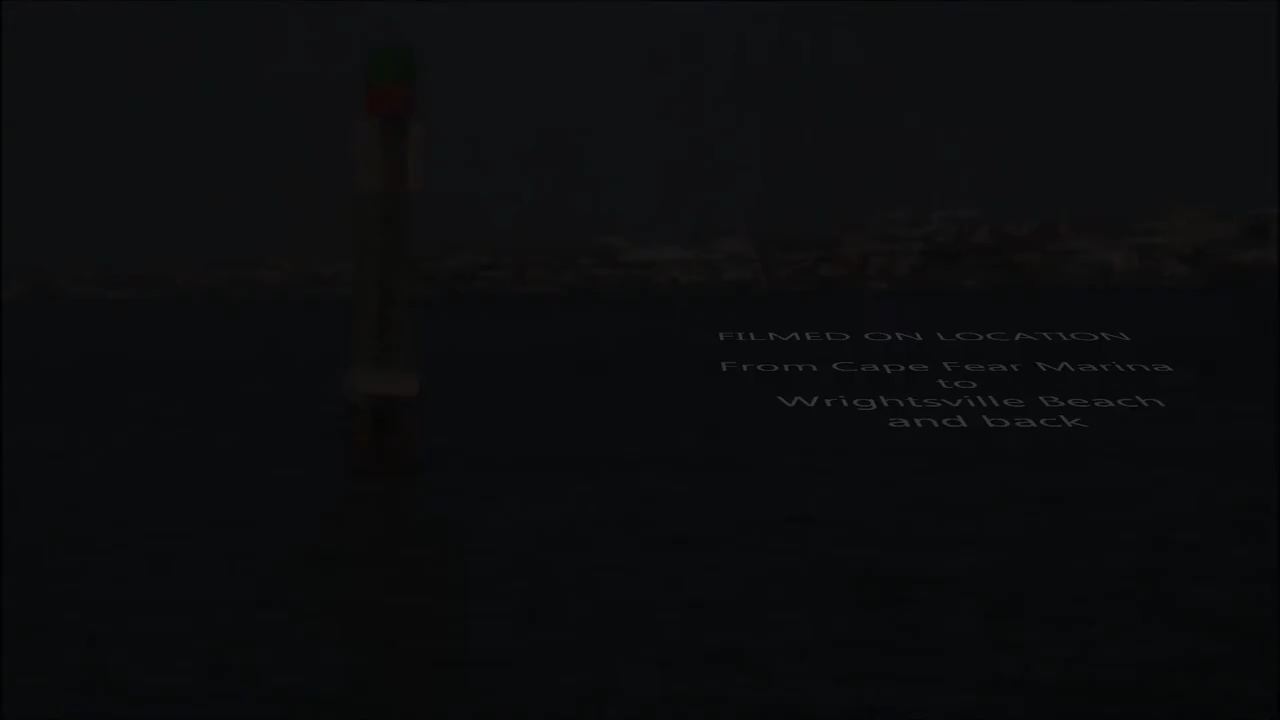 FILMED ON LOCATION
From Cape Fear Marina
to
Wrightsville Beach
and back